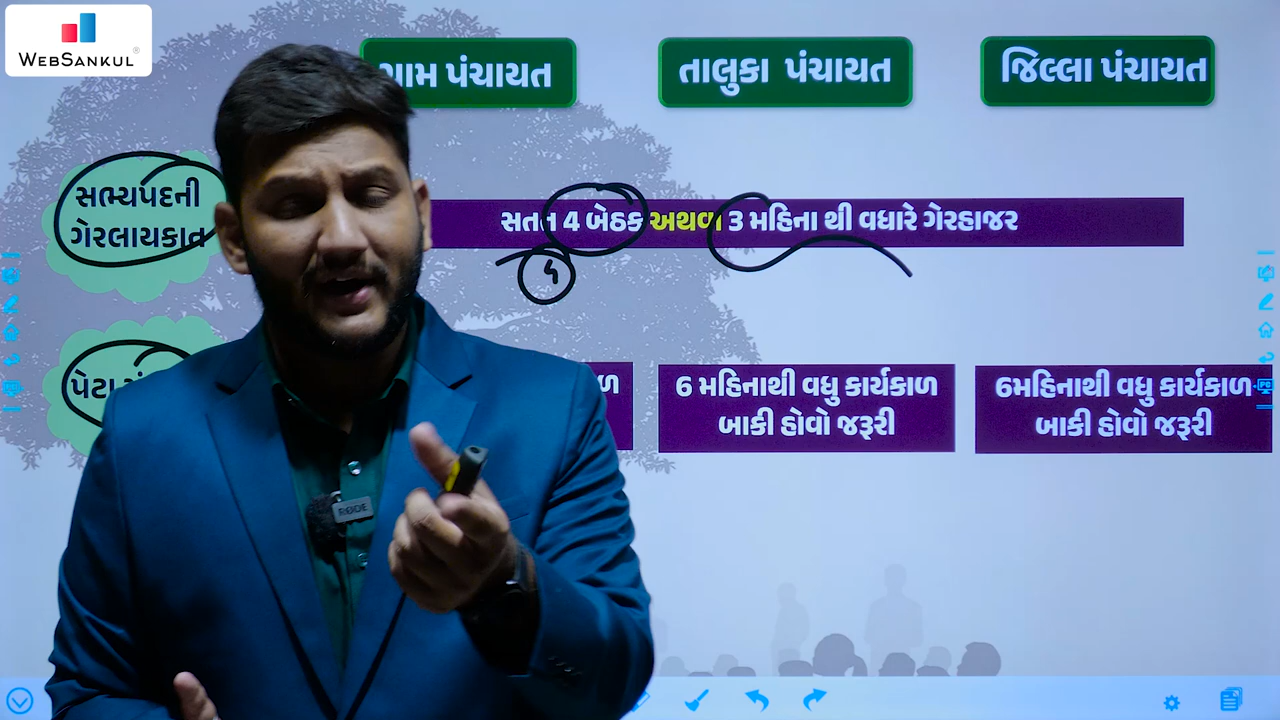 WEBSANKUL
ગ્રામ પંચાયત
તાલુકા પંચાયત
જિલ્લા પંચાયત
સભ્યપદની
ગેરલાયકાત
સતત 4 બેઠક અથવા 3 મહિના થી વધારે ગેરહાજર
પેટા
6 મહિનાથી વધુ કાર્યકાળ
બાકી હોવો જરૂરી
6મહિનાથી વધુ કાર્યકાળ
બાકી હોવો જરૂરી
RØDE